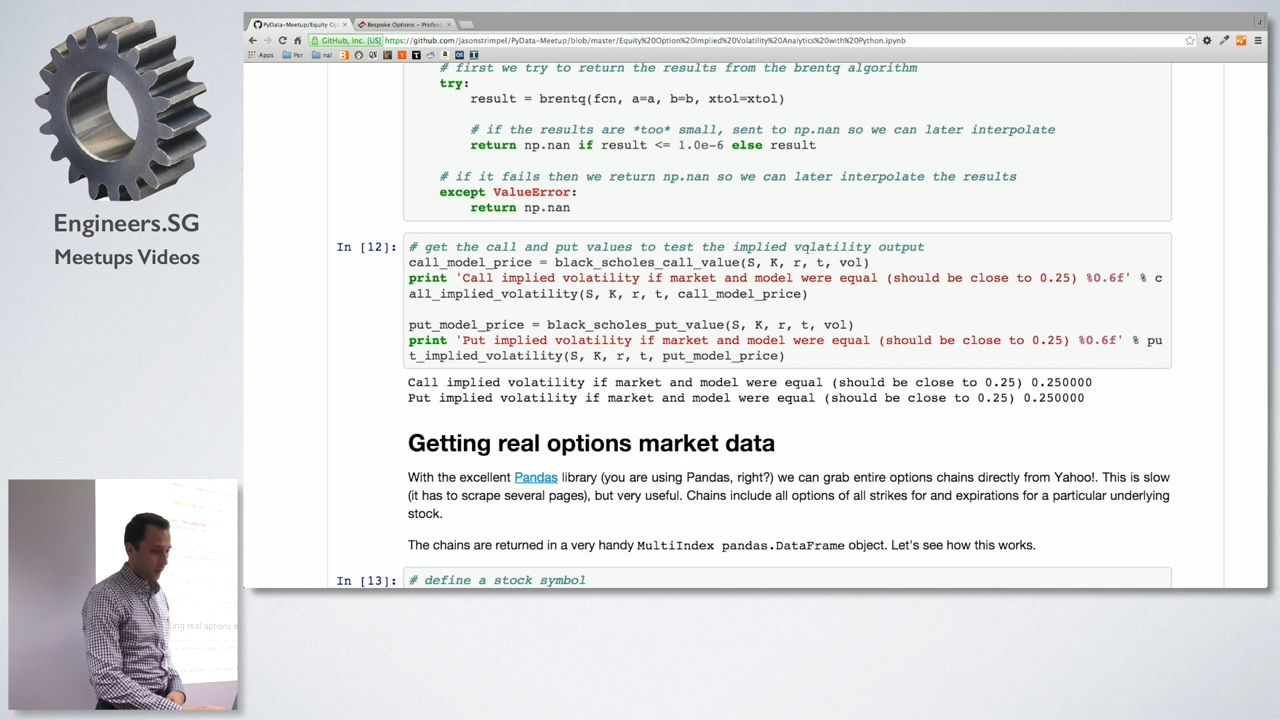 PyData-Meetup/Equity Op
Bespoke Options – Profes
GitHub, Inc. [US]
https://github.com/jasonstrimpel/PyData-Meetup/blob/master/Equity%20Option%20Implied%20Volatility%20Analytics%20with%20Python.ipynb
Apps
Per
nal
# first we try to return the results from the brentq algorithm
try:
result = brentq(fcn, a=a, b=b, xtol=xtol)
# if the results are *too* small, sent to np.nan so we can later interpolate
return np.nan if result <= 1.0e-6 else result
# if it fails then we return np.nan so we can later interpolate the results
except ValueError:
return np.nan
Engineers.SG
Meetups Videos
In [12]:
# get the call and put values to test the implied volatility output
call_model_price = black_scholes_call_value(S, K, r, t, vol)
print 'Call implied volatility if market and model were equal (should be close to 0.25) %0.6f' % c
all_implied_volatility(S, K, r, t, call_model_price)
put_model_price = black_scholes_put_value(S, K, r, t, vol)
print 'Put implied volatility if market and model were equal (should be close to 0.25) %0.6f' % pu
t_implied_volatility(S, K, r, t, put_model_price)
Call implied volatility if market and model were equal (should be close to 0.25) 0.250000
Put implied volatility if market and model were equal (should be close to 0.25) 0.250000
Getting real options market data
With the excellent Pandas library (you are using Pandas, right?) we can grab entire options chains directly from Yahoo!. This is slow
(it has to scrape several pages), but very useful. Chains include all options of all strikes for and expirations for a particular underlying
stock.
The chains are returned in a very handy MultiIndex pandas.DataFrame object. Let's see how this works.
In [13]:
# define a stock symbol
ing real options m